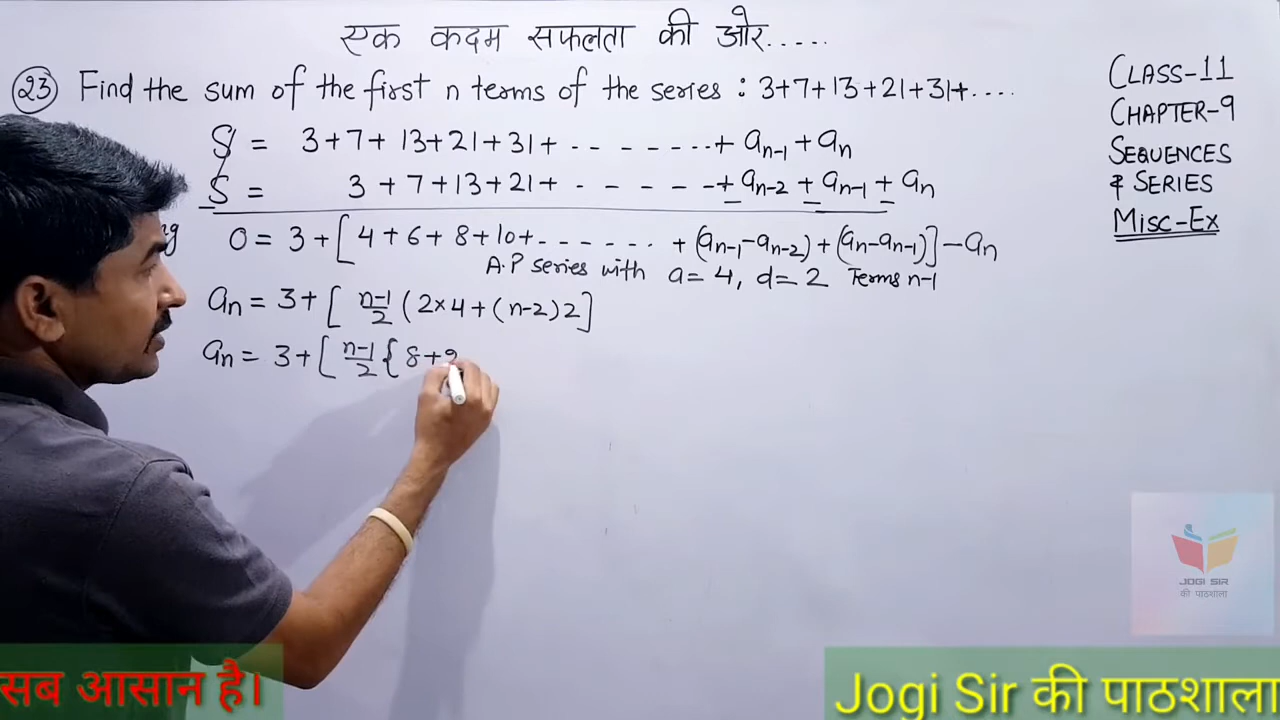 एक कदम सफलता की ओर.....
23 Find the sum of the first n terms of the series : 3+7+13+21+31+....
S = 3+7+13+21+31+ - - - - - - - ..+ an-1 + an
S = 3 + 7+13+21+ - - - - - -+ an-2 + an-1 + an
0 = 3 + [ 4 + 6 + 8 + 10+ - . . . . . . . + (an-1 - an-2) + (an - an-1)] - an
A.P series with a = 4, d = 2 Terms n-1
an = 3+ [ n-1/2 (2×4 + (n-2)2]
an = 3+ [ n-1/2 { 8+2
CLASS-11
CHAPTER-9
SEQUENCES
& SERIES
MISC-EX
JOGI SIR
की पाठशाला
सब आसान है।
Jogi Sir की पाठशाला